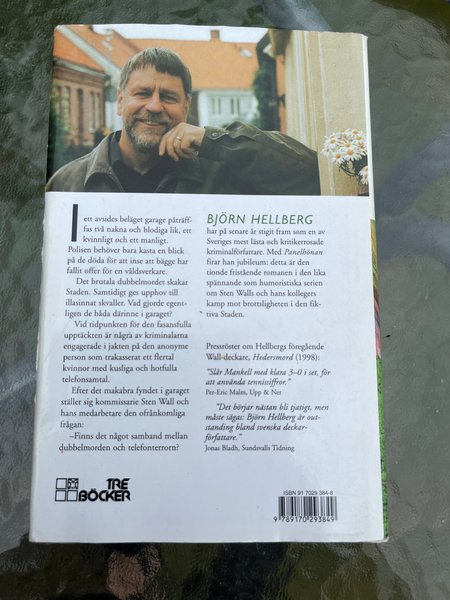 I ett avsides beläget garage påträff-
fas två nakna och blodiga lik, ett
kvinnligt och ett manligt.
Polisen behöver bara kasta en blick
på de döda för att inse att bägge har
fallit offer för en våldsverkare.
Det brutala dubbelmordet skakar
Staden. Samtidigt ges upphov till
illasinnat skvaller. Vad gjorde egent-
ligen de båda därinne i garaget?
Vid tidpunkten för den fasansfulla
upptäckten är några av kriminalarna
engagerade i jakten på den anonyme
person som trakasserat ett flertal
kvinnor med kusliga och hotfulla
telefonsamtal.
Efter det makabra fyndet i garaget
ställer sig kommissarie Sten Wall och
hans medarbetare den ofrånkomliga
frågan:
–Finns det något samband mellan
dubbelmorden och telefonterrorn?
TRE
BÖCKER
BJÖRN HELLBERG
har på senare år stigit fram som en av
Sveriges mest lästa och kritikerrosade
kriminalförfattare. Med Panelhönan
firar han jubileum: detta är den
tionde fristående romanen i den lika
spännande som humoristiska serien
om Sten Walls och hans kollegers
kamp mot brottsligheten i den fik-
tiva Staden.
Pressröster om Hellbergs föregående
Wall-deckare, Hedersmord (1998):
"Slår Mankell med klara 3–0 i set, för
att använda tennissiffror."
Per-Eric Malm, Upp & Ner
"Det börjar nästan bli tjatigt, men
måste sägas: Björn Hellberg är out-
standing bland svenska deckar-
författare."
Jonas Bladh, Sundsvalls Tidning
ISBN 91 7029 384-8
9 789170 293849